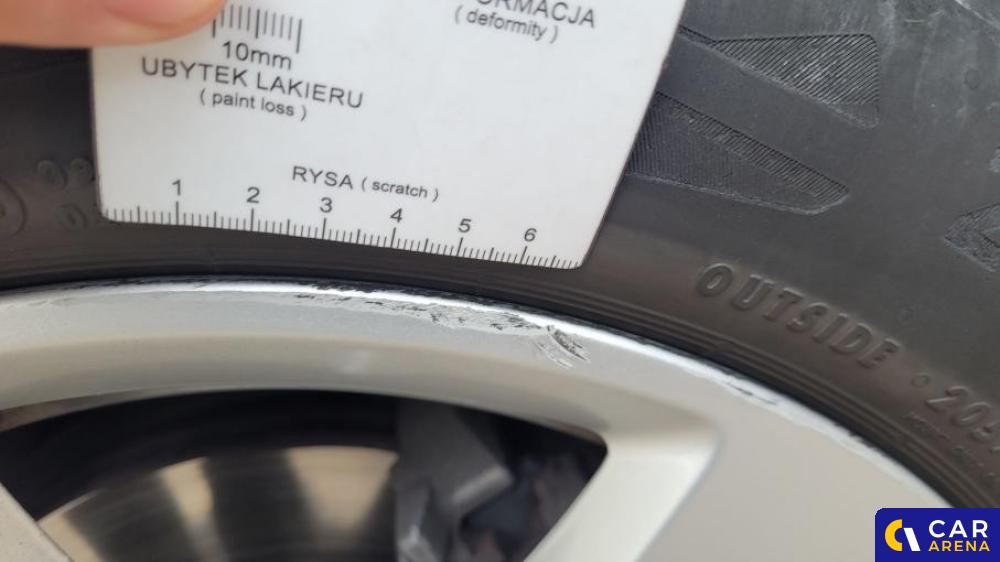 10mm
UBYTEK LAKIERU
( paint loss )
( deformity )
RYSA ( scratch )
1 2 3 4 5 6
OUTSIDE
CAR
ARENA